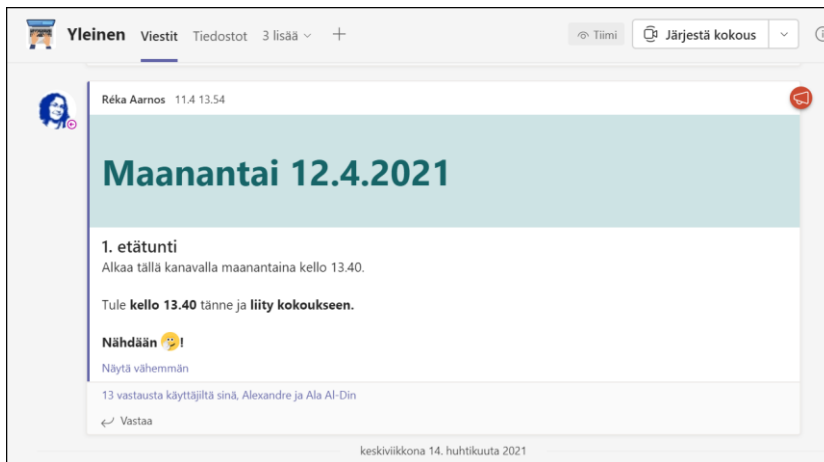 Yleinen Viestit Tiedostot 3 lisää +
Tiimi Järjestä kokous
Réka Aarnos 11.4 13.54
Maanantai 12.4.2021
1. etätunti
Alkaa tällä kanavalla maanantaina kello 13.40.
Tule kello 13.40 tänne ja liity kokoukseen.
Nähdään 🤧!
Näytä vähemmän
13 vastausta käyttäjiltä sinä, Alexandre ja Ala Al-Din
Vastaa
keskiviikkona 14. huhtikuuta 2021